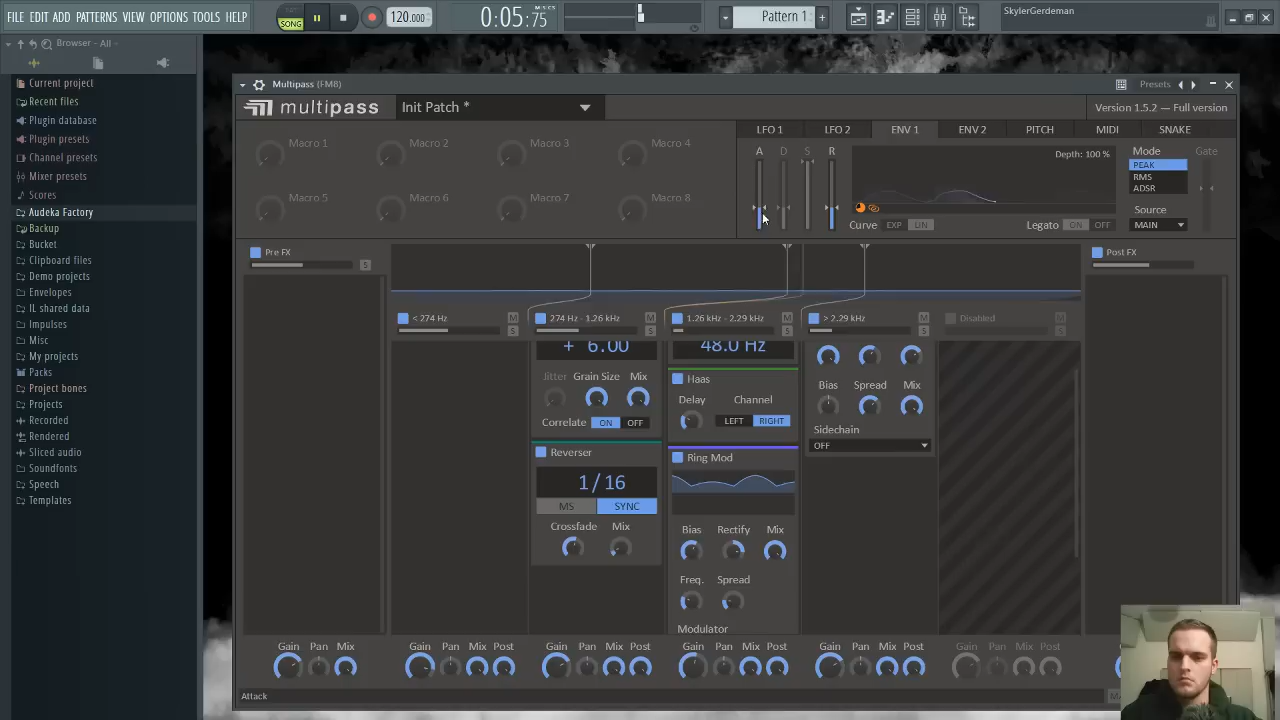 FILE EDIT ADD PATTERNS VIEW OPTIONS TOOLS HELP
SONG
120.000
0:05:75
Pattern 1
+
SkylerGerdeman
Browser - All
Current project
Recent files
Plugin database
Plugin presets
Channel presets
Mixer presets
Scores
Audeka Factory
Backup
Bucket
Clipboard files
Demo projects
Envelopes
IL shared data
Impulses
Misc
My projects
Packs
Project bones
Projects
Recorded
Rendered
Sliced audio
Soundfonts
Speech
Templates
Multipass (FM8)
Presets
multipass
Init Patch *
Version 1.5.2 — Full version
Macro 1
Macro 2
Macro 3
Macro 4
Macro 5
Macro 6
Macro 7
Macro 8
LFO 1
LFO 2
ENV 1
ENV 2
PITCH
MIDI
SNAKE
A
D
S
R
Depth: 100 %
Curve
EXP
LIN
Legato
ON
OFF
Mode
PEAK
RMS
ADSR
Source
MAIN
Gate
Pre FX
S
Post FX
< 274 Hz
M
S
274 Hz - 1.26 kHz
M
S
1.26 kHz - 2.29 kHz
M
S
> 2.29 kHz
M
S
Disabled
M
S
+ 6.00
Jitter
Grain Size
Mix
Correlate
ON
OFF
Reverser
1 / 16
MS
SYNC
Crossfade
Mix
48.0 Hz
Haas
Delay
Channel
LEFT
RIGHT
Ring Mod
Bias
Rectify
Mix
Freq.
Spread
Modulator
Bias
Spread
Mix
Sidechain
OFF
Gain Pan Mix
Gain Pan Mix Post
Gain Pan Mix Post
Gain Pan Mix Post
Gain Pan Mix Post
Gain Pan Mix Post
Attack